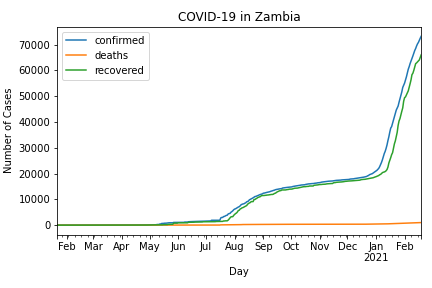 COVID-19 in Zambia
Number of Cases
70000
60000
50000
40000
30000
20000
10000
0
confirmed
deaths
recovered
Feb Mar Apr May Jun Jul Aug Sep Oct Nov Dec Jan Feb
2021
Day